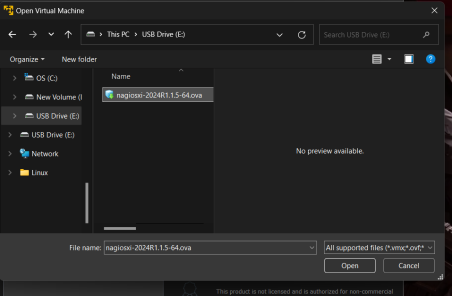 Open Virtual Machine
This PC > USB Drive (E:)
Search USB Drive (E:)
Organize
New folder
OS (C:)
New Volume (
USB Drive (E:)
USB Drive (E:)
Network
Linux
Name
nagiosxi-2024R1.1.5-64.ova
No preview available.
File name:
nagiosxi-2024R1.1.5-64.ova
All supported files (*.vmx;*.ovf;*
Open
Cancel
This product is not licensed and is authorized for non-commercial